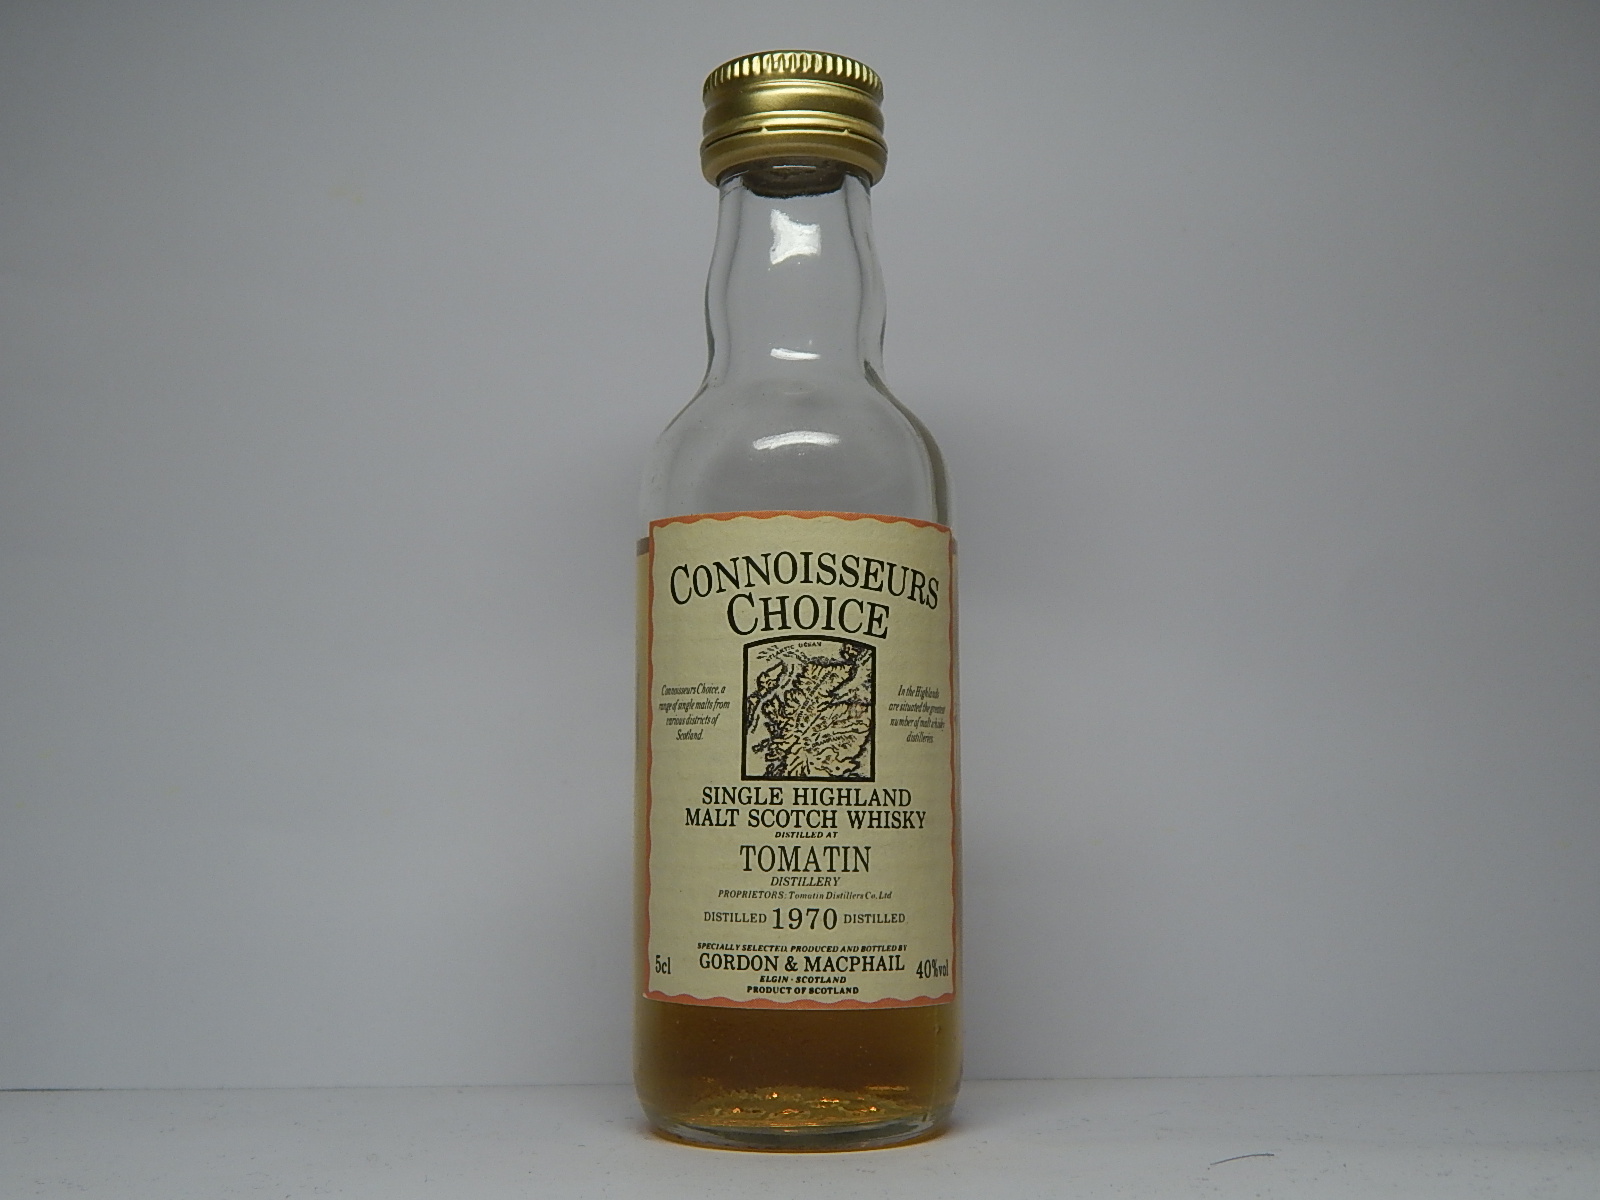 CONNOISSEURS
CHOICE
ATLANTIC OCEAN
Connoisseurs Choice, a
range of single malts from
various districts of
Scotland.
In the Highlands
are situated the greatest
number of malt whisky
distilleries.
SINGLE HIGHLAND
MALT SCOTCH WHISKY
DISTILLED AT
TOMATIN
DISTILLERY
PROPRIETORS: Tomatin Distillers Co. Ltd
DISTILLED 1970 DISTILLED
SPECIALLY SELECTED, PRODUCED AND BOTTLED BY
5cl GORDON & MACPHAIL 40%vol
ELGIN · SCOTLAND
PRODUCT OF SCOTLAND